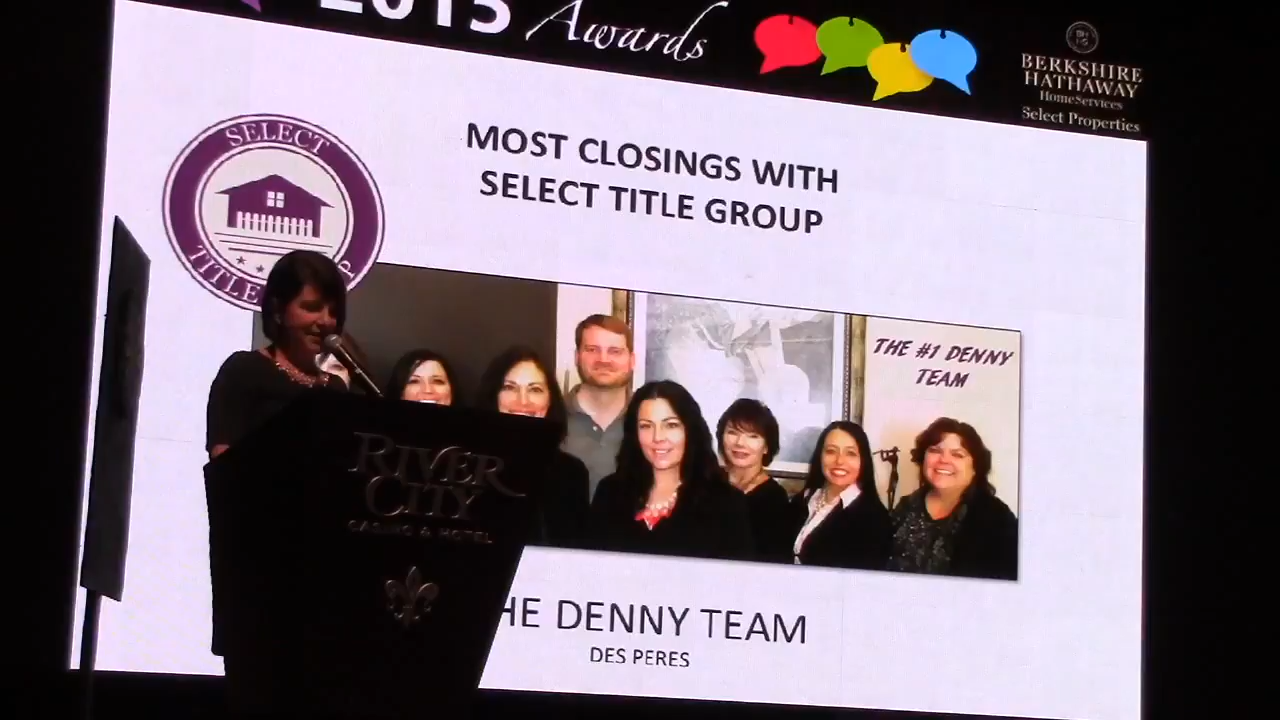 2015 Awards
BERKSHIRE
HATHAWAY
HomeServices
Select Properties
SELECT
TITLE
MOST CLOSINGS WITH
SELECT TITLE GROUP
THE #1 DENNY
TEAM
RIVER
CITY
CASINO & HOTEL
HE DENNY TEAM
DES PERES